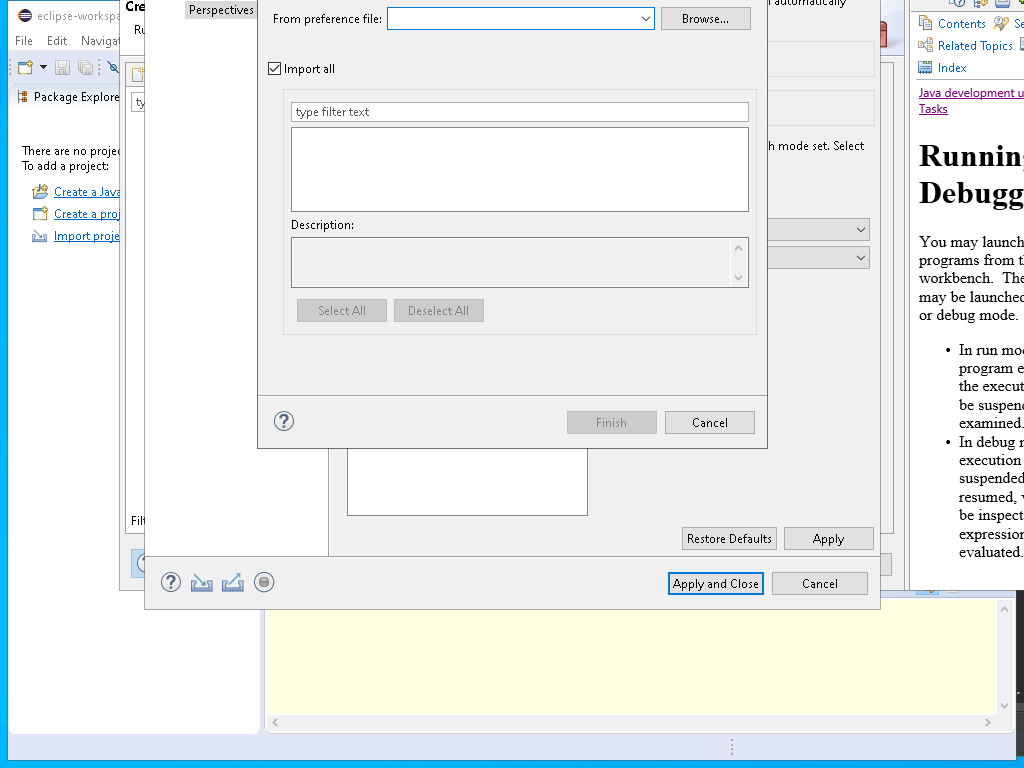 eclipse-workspa
File Edit Navigat
Package Explore
There are no projec
To add a project:
Create a Java
Create a proj
Import proje
Cre
Ru
ty
Filt
Perspectives
From preference file:
Browse...
Import all
type filter text
Description:
Select All
Deselect All
Finish
Cancel
automatically
h mode set. Select
Restore Defaults
Apply
Apply and Close
Cancel
Contents
Se
Related Topics
Index
Java development u
Tasks
Running
Debugg
You may launch
programs from th
workbench. The
may be launched
or debug mode.
• In run mod
program e
the execut
be suspend
examined.
• In debug m
execution
suspended
resumed, v
be inspect
expression
evaluated.